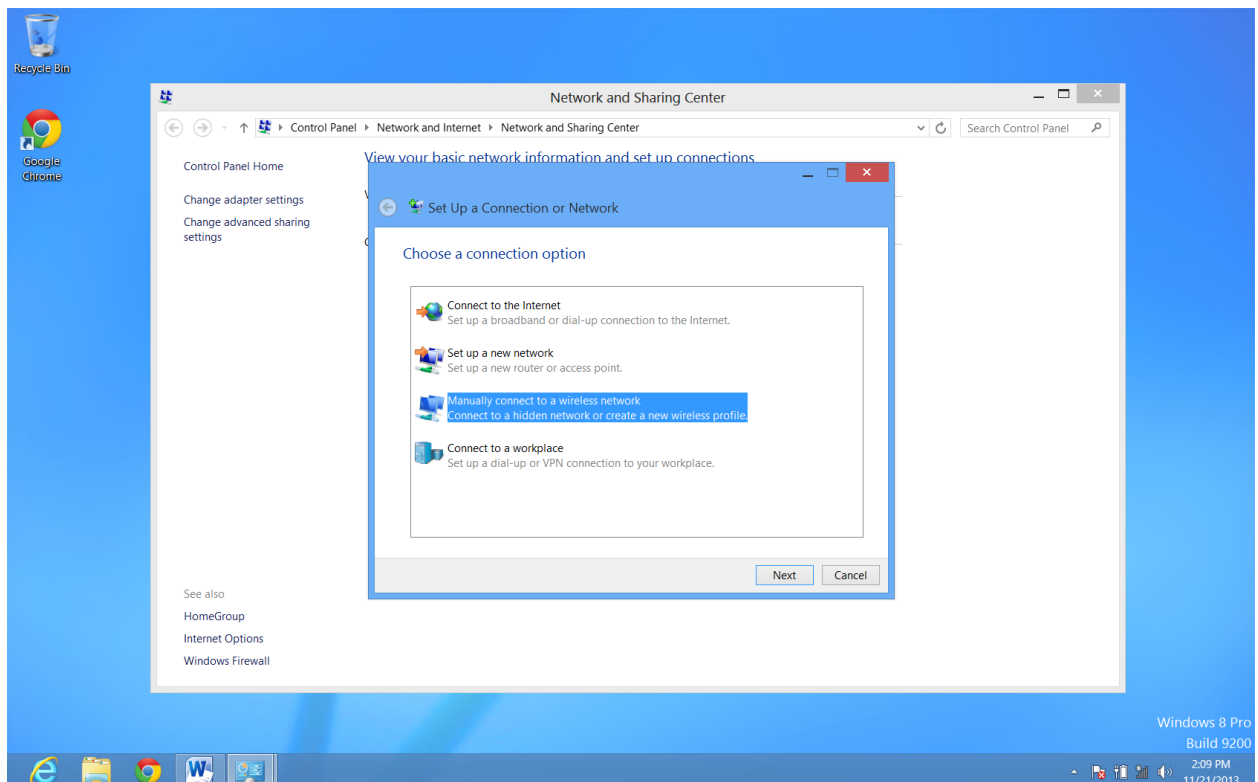 Recycle Bin
Google
Chrome
Network and Sharing Center
Control Panel Network and Internet Network and Sharing Center
Search Control Panel
Control Panel Home
Change adapter settings
Change advanced sharing
settings
See also
HomeGroup
Internet Options
Windows Firewall
View your basic network information and set up connections
Set Up a Connection or Network
Choose a connection option
Connect to the Internet
Set up a broadband or dial-up connection to the Internet.
Set up a new network
Set up a new router or access point.
Manually connect to a wireless network
Connect to a hidden network or create a new wireless profile.
Connect to a workplace
Set up a dial-up or VPN connection to your workplace.
Next Cancel
Windows 8 Pro
Build 9200
2:09 PM
11/21/2013